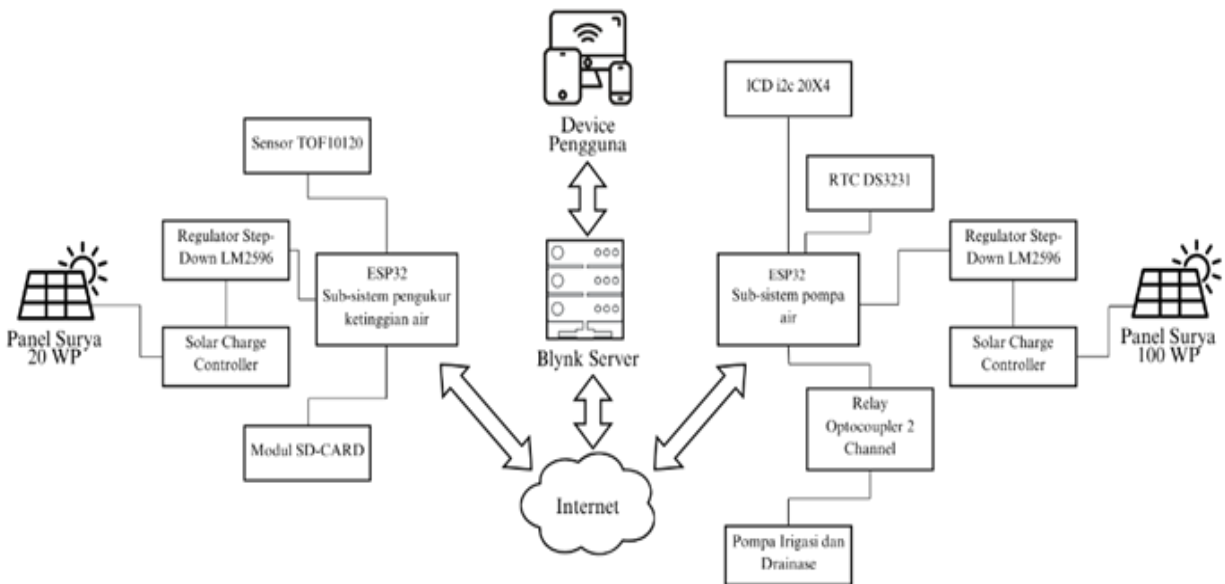 Device
Pengguna
Blynk Server
Internet
Sensor TOF10120
Regulator Step-
Down LM2596
Panel Surya
20 WP
Solar Charge
Controller
ESP32
Sub-sistem pengukur
ketinggian air
Modul SD-CARD
lCD i2c 20X4
RTC DS3231
ESP32
Sub-sistem pompa
air
Regulator Step-
Down LM2596
Solar Charge
Controller
Panel Surya
100 WP
Relay
Optocoupler 2
Channel
Pompa Irigasi dan
Drainase